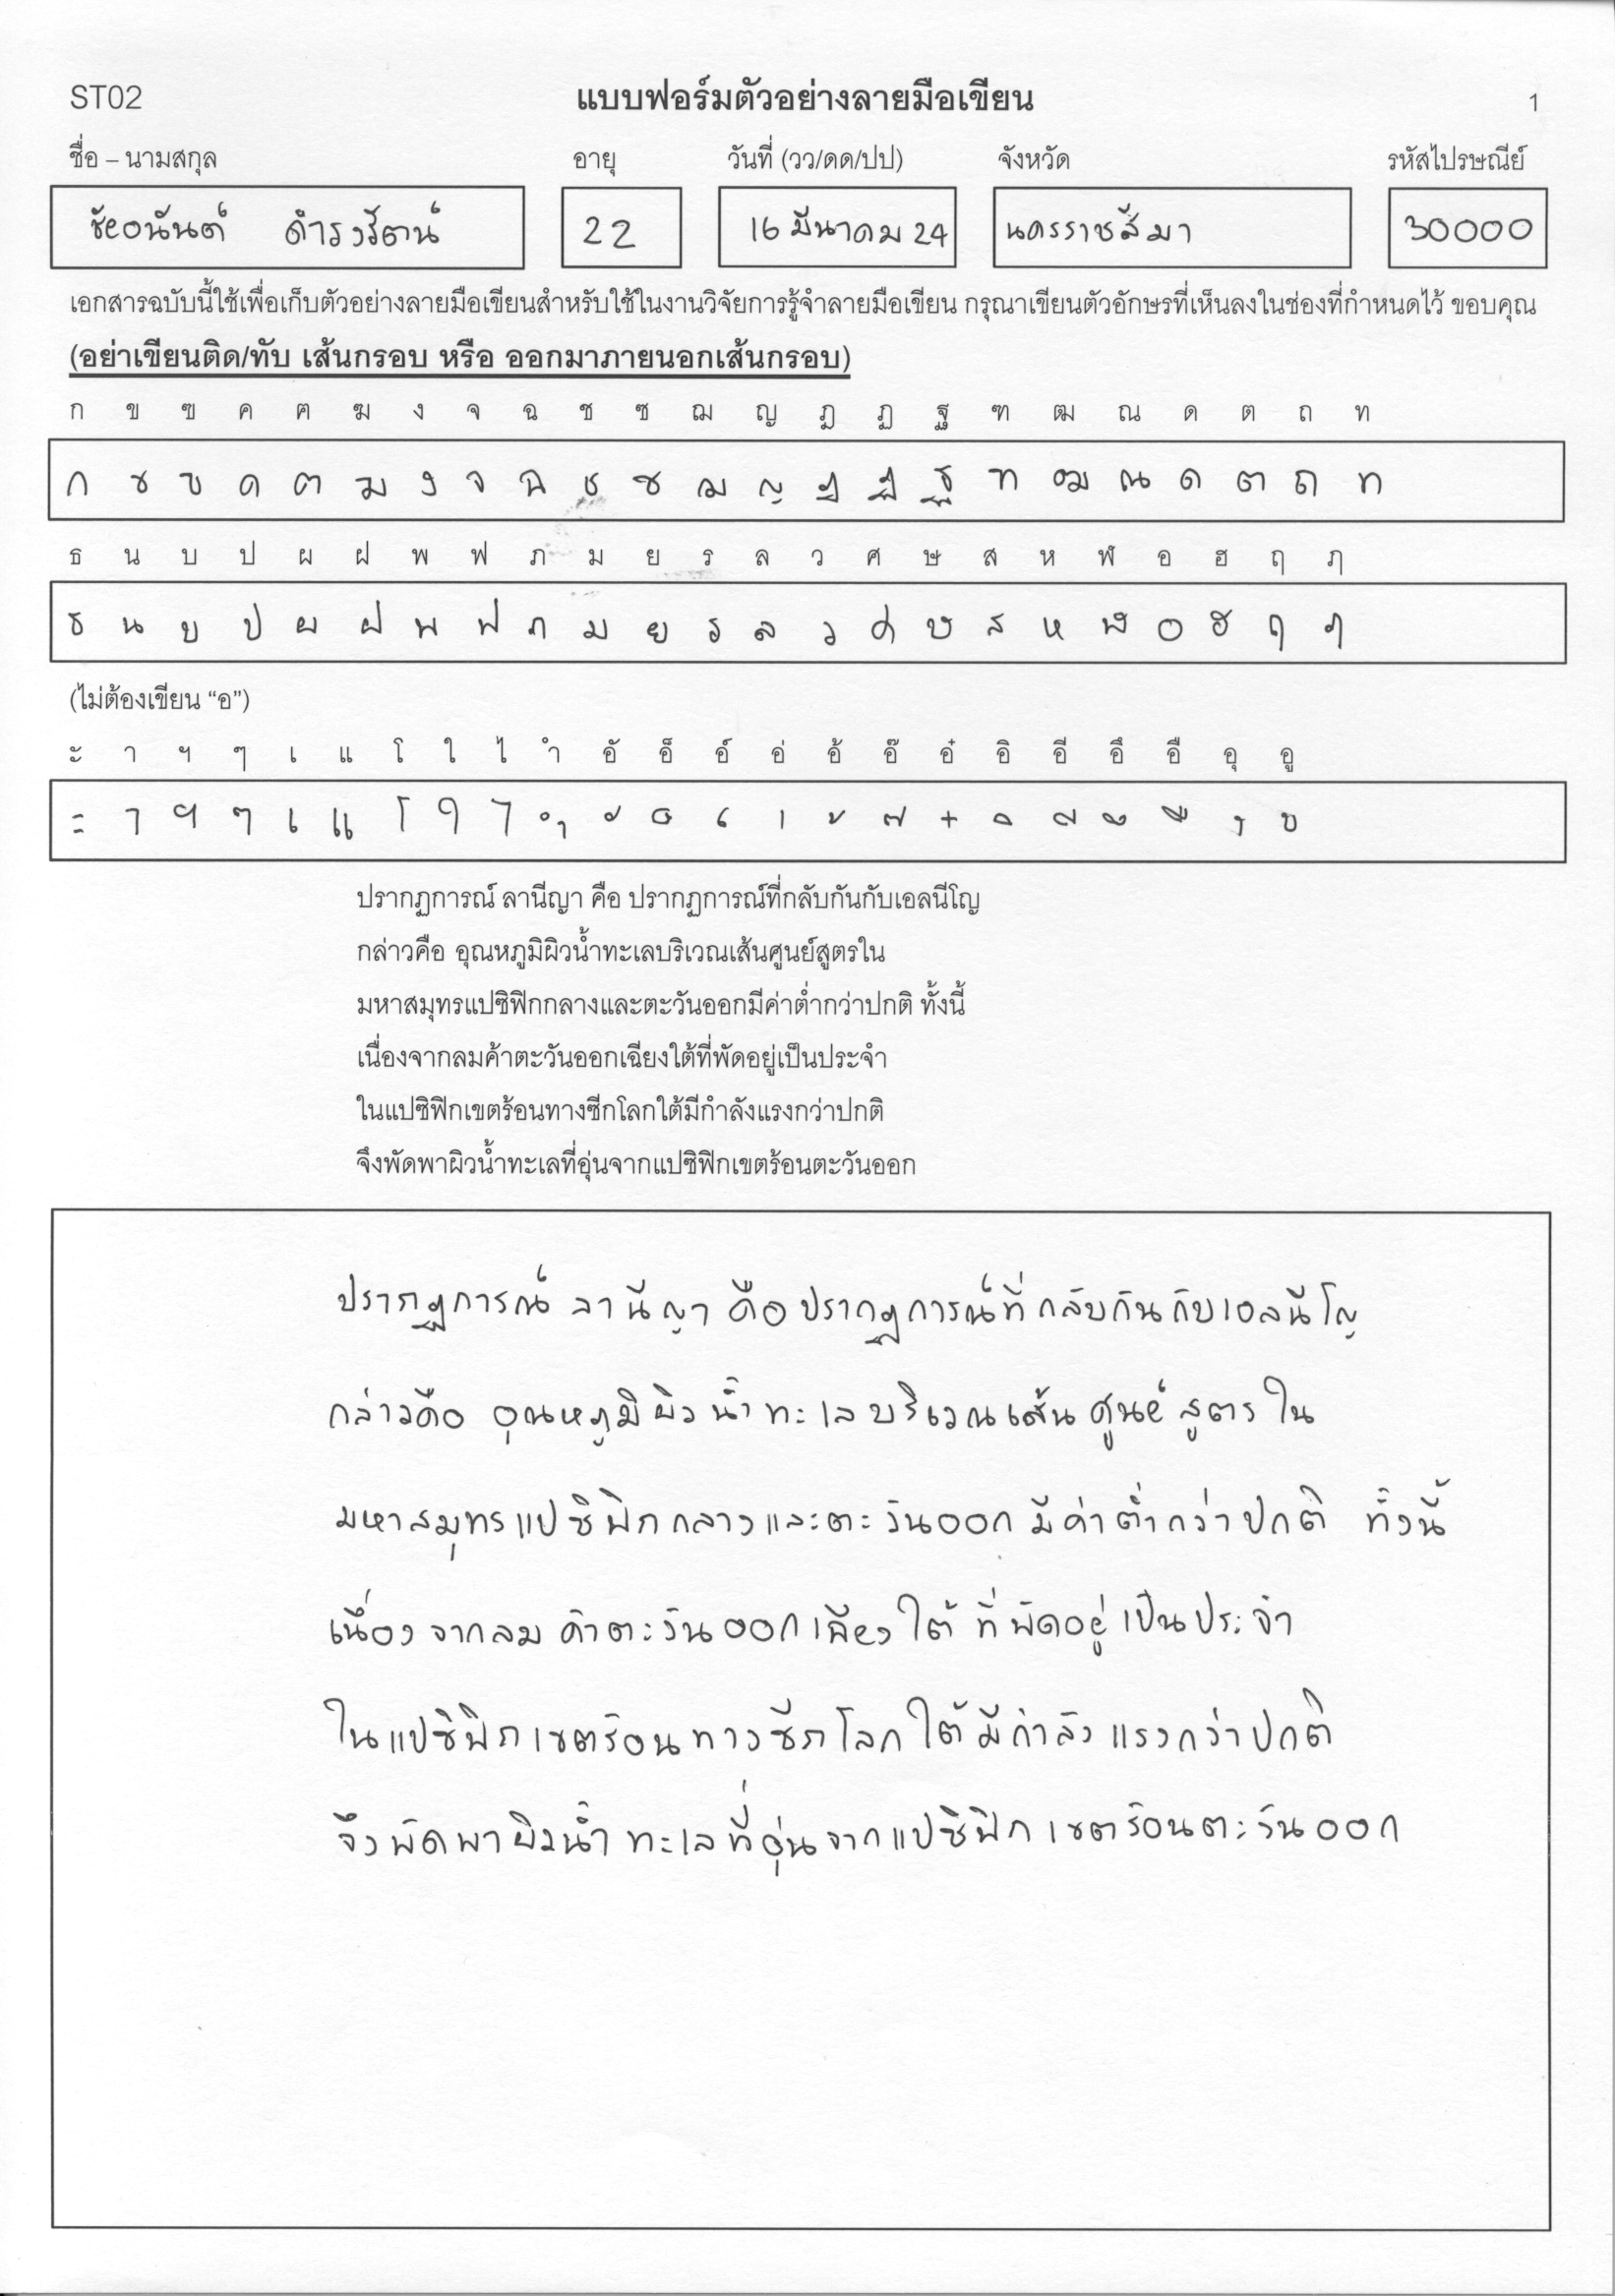 ST02 แบบฟอร์มตัวอย่างลายมือเขียน 1
ชื่อ – นามสกุล อายุ วันที่ (วว/ดด/ปป) จังหวัด รหัสไปรษณีย์
ชัยอนันต์ ดำรงรัตน์ 22 16 มีนาคม 24 นครราชสีมา 30000
เอกสารฉบับนี้ใช้เพื่อเก็บตัวอย่างลายมือเขียนสำหรับใช้ในงานวิจัยการรู้จำลายมือเขียน กรุณาเขียนตัวอักษรที่เห็นลงในช่องที่กำหนดไว้ ขอบคุณ
(อย่าเขียนติด/ทับ เส้นกรอบ หรือ ออกมาภายนอกเส้นกรอบ)
ก ข ฃ ค ฅ ฆ ง จ ฉ ช ซ ฌ ญ ฎ ฏ ฐ ฑ ฒ ณ ด ต ถ ท
ก ข ฃ ค ฅ ฆ ง จ ฉ ช ซ ฌ ญ ฎ ฏ ฐ ฑ ฒ ณ ด ต ถ ท
ธ น บ ป ผ ฝ พ ฟ ภ ม ย ร ล ว ศ ษ ส ห ฬ อ ฮ ฤ ฦ
ธ น บ ป ผ ฝ พ ฟ ภ ม ย ร ล ว ศ ษ ส ห ฬ อ ฮ ฤ ฦ
(ไม่ต้องเขียน “อ”)
ะ า ฯ ๆ เ แ โ ใ ไ ำ อั อ็ อ์ อ่ อ้ อ๊ อ๋ อิ อี อึ อื อุ อู
ะ า ฯ ๆ เ แ โ ใ ไ ำ ั ็ ์ ่ ้ ๊ ๋ ิ ี ึ ื ุ ู
ปรากฏการณ์ ลานีญา คือ ปรากฏการณ์ที่กลับกันกับเอลนีโญ
กล่าวคือ อุณหภูมิผิวน้ำทะเลบริเวณเส้นศูนย์สูตรใน
มหาสมุทรแปซิฟิกกลางและตะวันออกมีค่าต่ำกว่าปกติ ทั้งนี้
เนื่องจากลมค้าตะวันออกเฉียงใต้ที่พัดอยู่เป็นประจำ
ในแปซิฟิกเขตร้อนทางซีกโลกใต้มีกำลังแรงกว่าปกติ
จึงพัดพาผิวน้ำทะเลที่อุ่นจากแปซิฟิกเขตร้อนตะวันออก
ปรากฏการณ์ ลานีญา คือ ปรากฏการณ์ที่กลับกันกับเอลนีโญ
กล่าวคือ อุณหภูมิผิวน้ำทะเลบริเวณเส้นศูนย์สูตรใน
มหาสมุทรแปซิฟิกกลางและตะวันออกมีค่าต่ำกว่าปกติ ทั้งนี้
เนื่องจากลมค้าตะวันออกเฉียงใต้ที่พัดอยู่เป็นประจำ
ในแปซิฟิกเขตร้อนทางซีกโลกใต้มีกำลังแรงกว่าปกติ
จึงพัดพาผิวน้ำทะเลที่อุ่นจากแปซิฟิกเขตร้อนตะวันออก